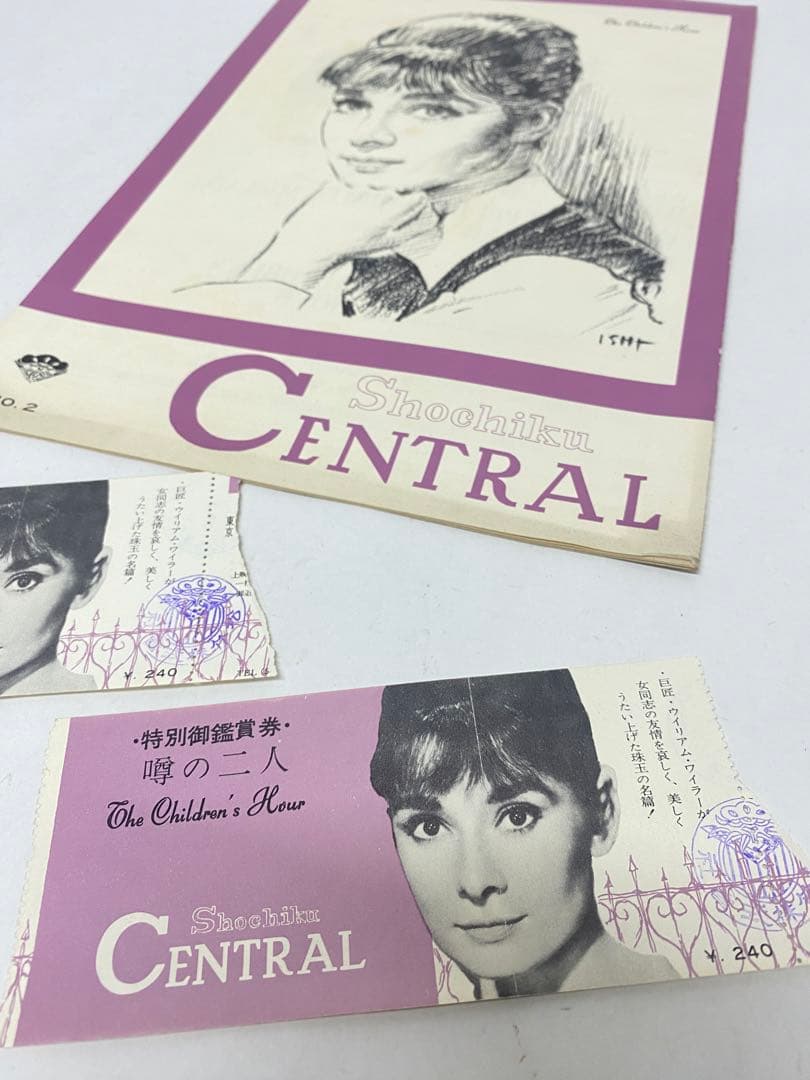 The Children's Hour
ISHI
NO. 2
Shochiku
CENTRAL
・巨匠・ウイリアム・ワイラーが
女同志の友情を哀しく、美しく
うたい上げた珠玉の名篇！
東京
¥. 240
・特別御鑑賞券・
噂の二人
The Children's Hour
Shochiku
CENTRAL
・巨匠・ウイリアム・ワイラーが
女同志の友情を哀しく、美しく
うたい上げた珠玉の名篇！
¥. 240